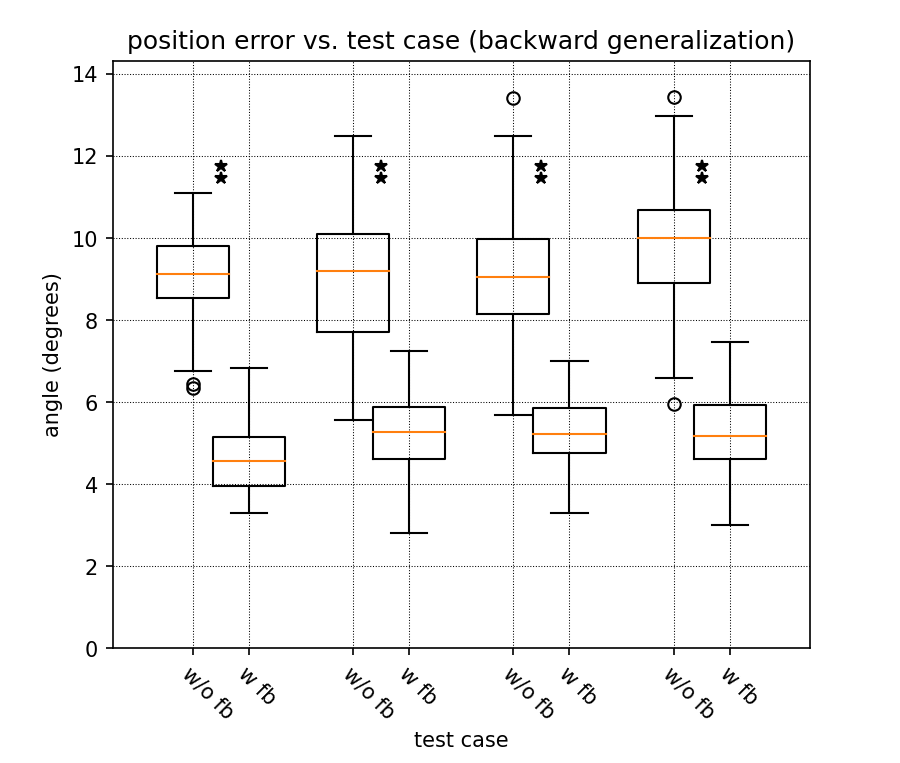 position error vs. test case (backward generalization)
14
12
10
8
6
4
2
0
angle (degrees)
w/o fb
w fb
w/o fb
w fb
w/o fb
w fb
w/o fb
w fb
test case